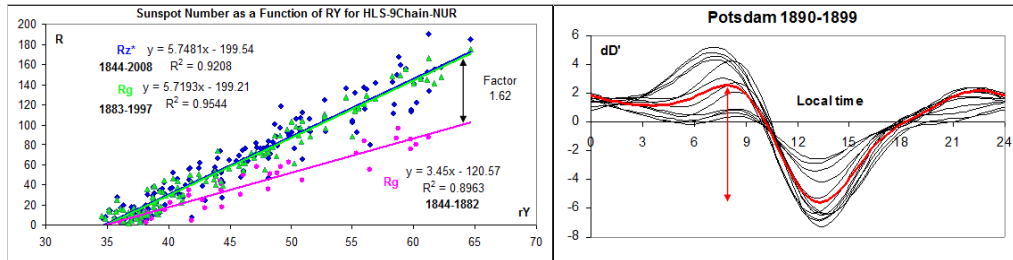 Sunspot Number as a Function of RY for HLS-9Chain-NUR
R
200
180
160
140
120
100
80
60
40
20
0
Rz* y = 5.7481x - 199.54
1844-2008 R² = 0.9208
Rg y = 5.7193x - 199.21
1883-1997 R² = 0.9544
Factor
1.62
y = 3.45x - 120.57
Rg R² = 0.8963
1844-1882
rY
30 35 40 45 50 55 60 65 70
Potsdam 1890-1899
dD'
6
4
2
0
-2
-4
-6
-8
Local time
0 3 6 9 12 15 18 21 24